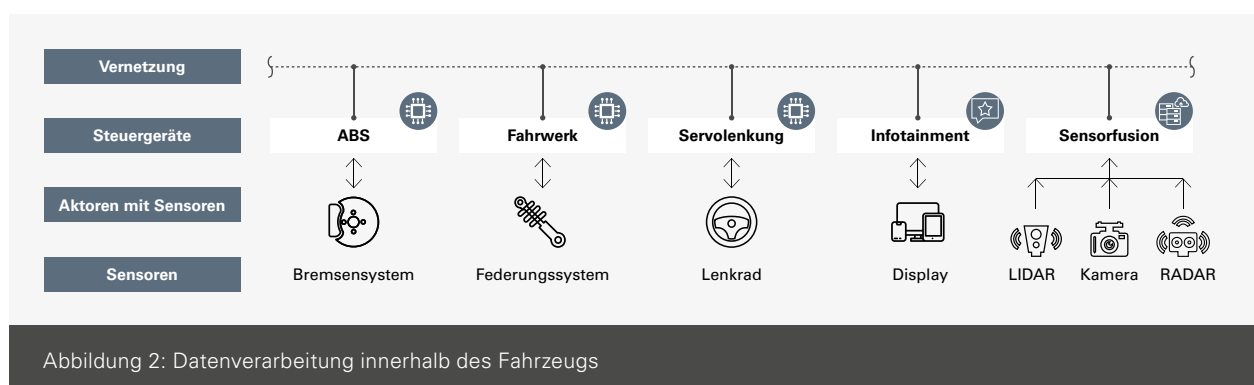 Vernetzung
Steuergeräte
ABS
Fahrwerk
Servolenkung
Infotainment
Sensorfusion
Aktoren mit Sensoren
Sensoren
Bremsensystem
Federungssystem
Lenkrad
Display
LIDAR
Kamera
RADAR
Abbildung 2: Datenverarbeitung innerhalb des Fahrzeugs